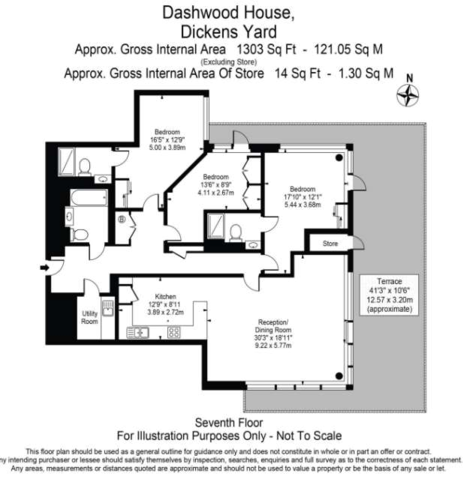 Dashwood House,
Dickens Yard
Approx. Gross Internal Area 1303 Sq Ft - 121.05 Sq M
(Excluding Store)
Approx. Gross Internal Area Of Store 14 Sq Ft - 1.30 Sq M
N
Bedroom
16'5" x 12'9"
5.00 x 3.89m
Bedroom
13'6" x 8'9"
4.11 x 2.67m
Bedroom
17'10" x 12'1"
5.44 x 3.68m
Store
Terrace
41'3" x 10'6"
12.57 x 3.20m
(approximate)
Kitchen
12'9" x 8'11
3.89 x 2.72m
Utility
Room
Reception/
Dining Room
30'3" x 18'11"
9.22 x 5.77m
Seventh Floor
For Illustration Purposes Only - Not To Scale
This floor plan should be used as a general outline for guidance only and does not constitute in whole or in part an offer or contract.
ny intending purchaser or lessee should satisfy themselves by inspection, searches, enquiries and full survey as to the correctness of each statement.
Any areas, measurements or distances quoted are approximate and should not be used to value a property or be the basis of any sale or let.